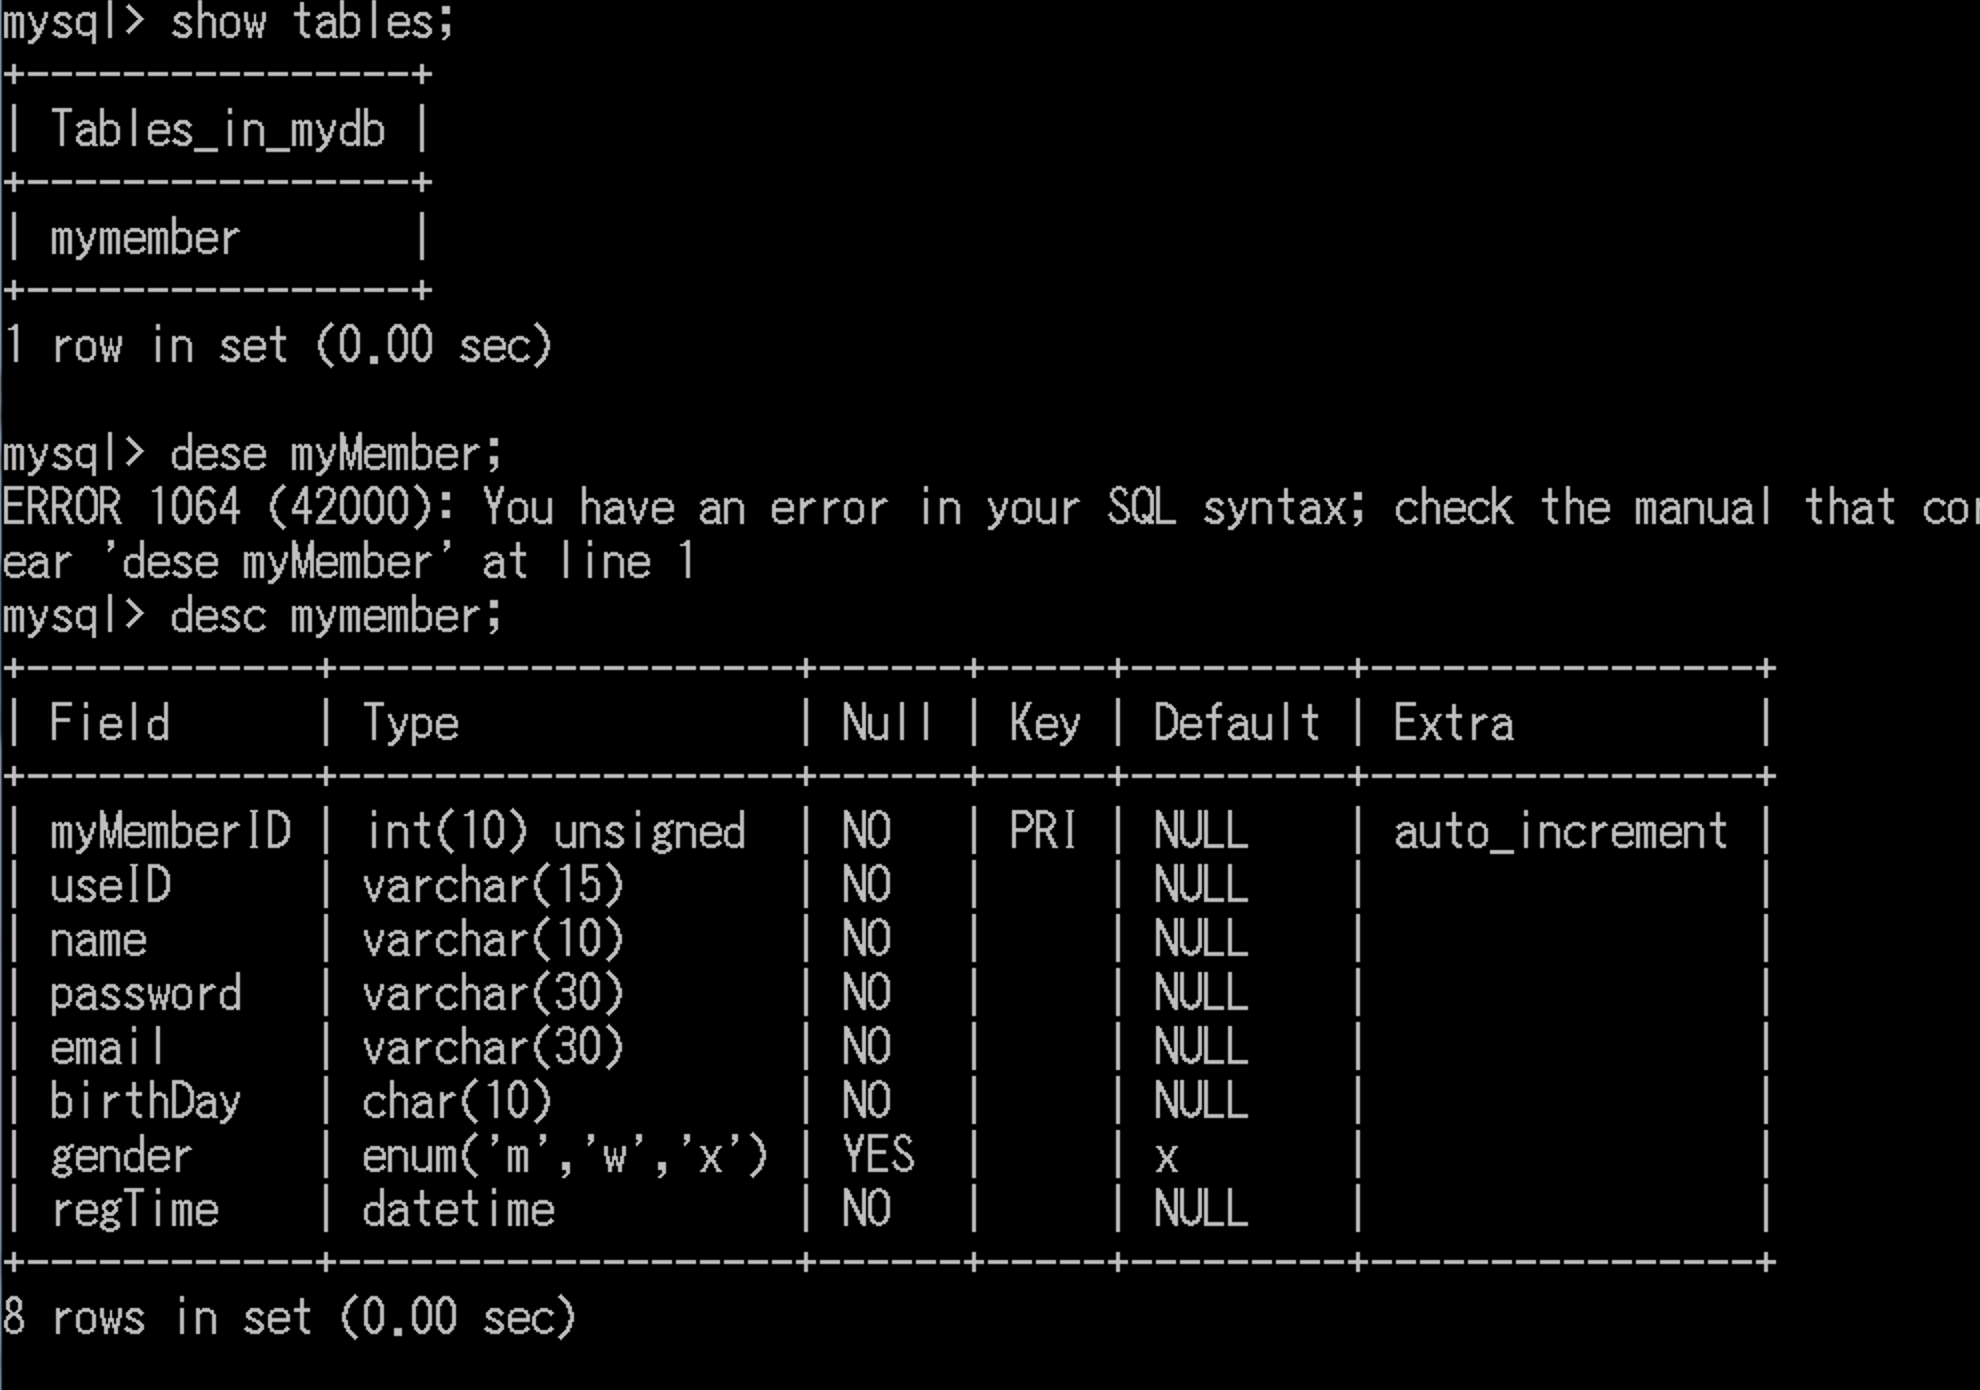 mysql> show tables;
+----------------+
| Tables_in_mydb |
+----------------+
| mymember       |
+----------------+
1 row in set (0.00 sec)
mysql> dese myMember;
ERROR 1064 (42000): You have an error in your SQL syntax; check the manual that
ear 'dese myMember' at line 1
mysql> desc mymember;
+------------+-------------------+------+-----+---------+----------------+
| Field      | Type              | Null | Key | Default | Extra          |
+------------+-------------------+------+-----+---------+----------------+
| myMemberID | int(10) unsigned  | NO   | PRI | NULL    | auto_increment |
| useID      | varchar(15)       | NO   |     | NULL    |                |
| name       | varchar(10)       | NO   |     | NULL    |                |
| password   | varchar(30)       | NO   |     | NULL    |                |
| email      | varchar(30)       | NO   |     | NULL    |                |
| birthDay   | char(10)          | NO   |     | NULL    |                |
| gender     | enum('m','w','x') | YES  |     | x       |                |
| regTime    | datetime          | NO   |     | NULL    |                |
+------------+-------------------+------+-----+---------+----------------+
8 rows in set (0.00 sec)